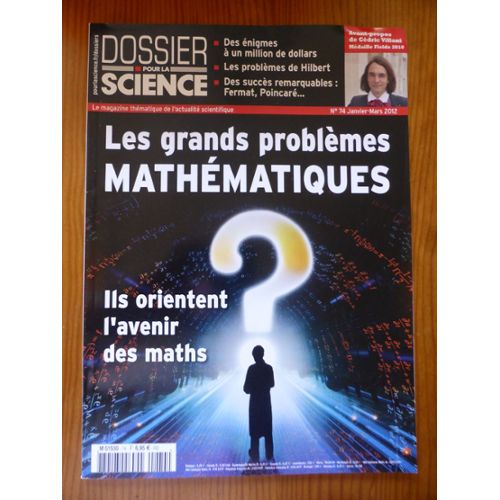 pourlascience.fr/dossiers
DOSSIER
POUR LA
SCIENCE
Des énigmes
à un million de dollars
Les problèmes de Hilbert
Des succès remarquables :
Fermat, Poincaré...
Avant-propos
de Cédric Villani
Médaille Fields 2010
Le magazine thématique de l'actualité scientifique
N° 74 Janvier-Mars 2012
Les grands problèmes
MATHÉMATIQUES
Ils orientent
l'avenir
des maths
6,95 €